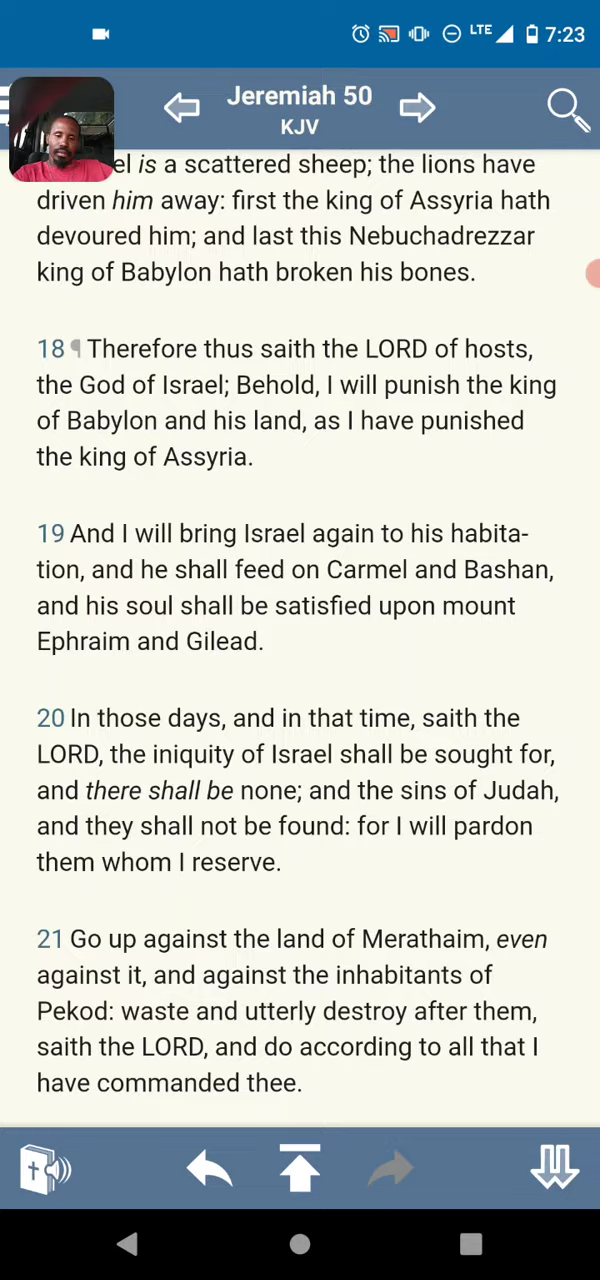 LTE 7:23
Jeremiah 50
KJV
el is a scattered sheep; the lions have
driven him away: first the king of Assyria hath
devoured him; and last this Nebuchadrezzar
king of Babylon hath broken his bones.
18 ¶ Therefore thus saith the LORD of hosts,
the God of Israel; Behold, I will punish the king
of Babylon and his land, as I have punished
the king of Assyria.
19 And I will bring Israel again to his habita-
tion, and he shall feed on Carmel and Bashan,
and his soul shall be satisfied upon mount
Ephraim and Gilead.
20 In those days, and in that time, saith the
LORD, the iniquity of Israel shall be sought for,
and there shall be none; and the sins of Judah,
and they shall not be found: for I will pardon
them whom I reserve.
21 Go up against the land of Merathaim, even
against it, and against the inhabitants of
Pekod: waste and utterly destroy after them,
saith the LORD, and do according to all that I
have commanded thee.